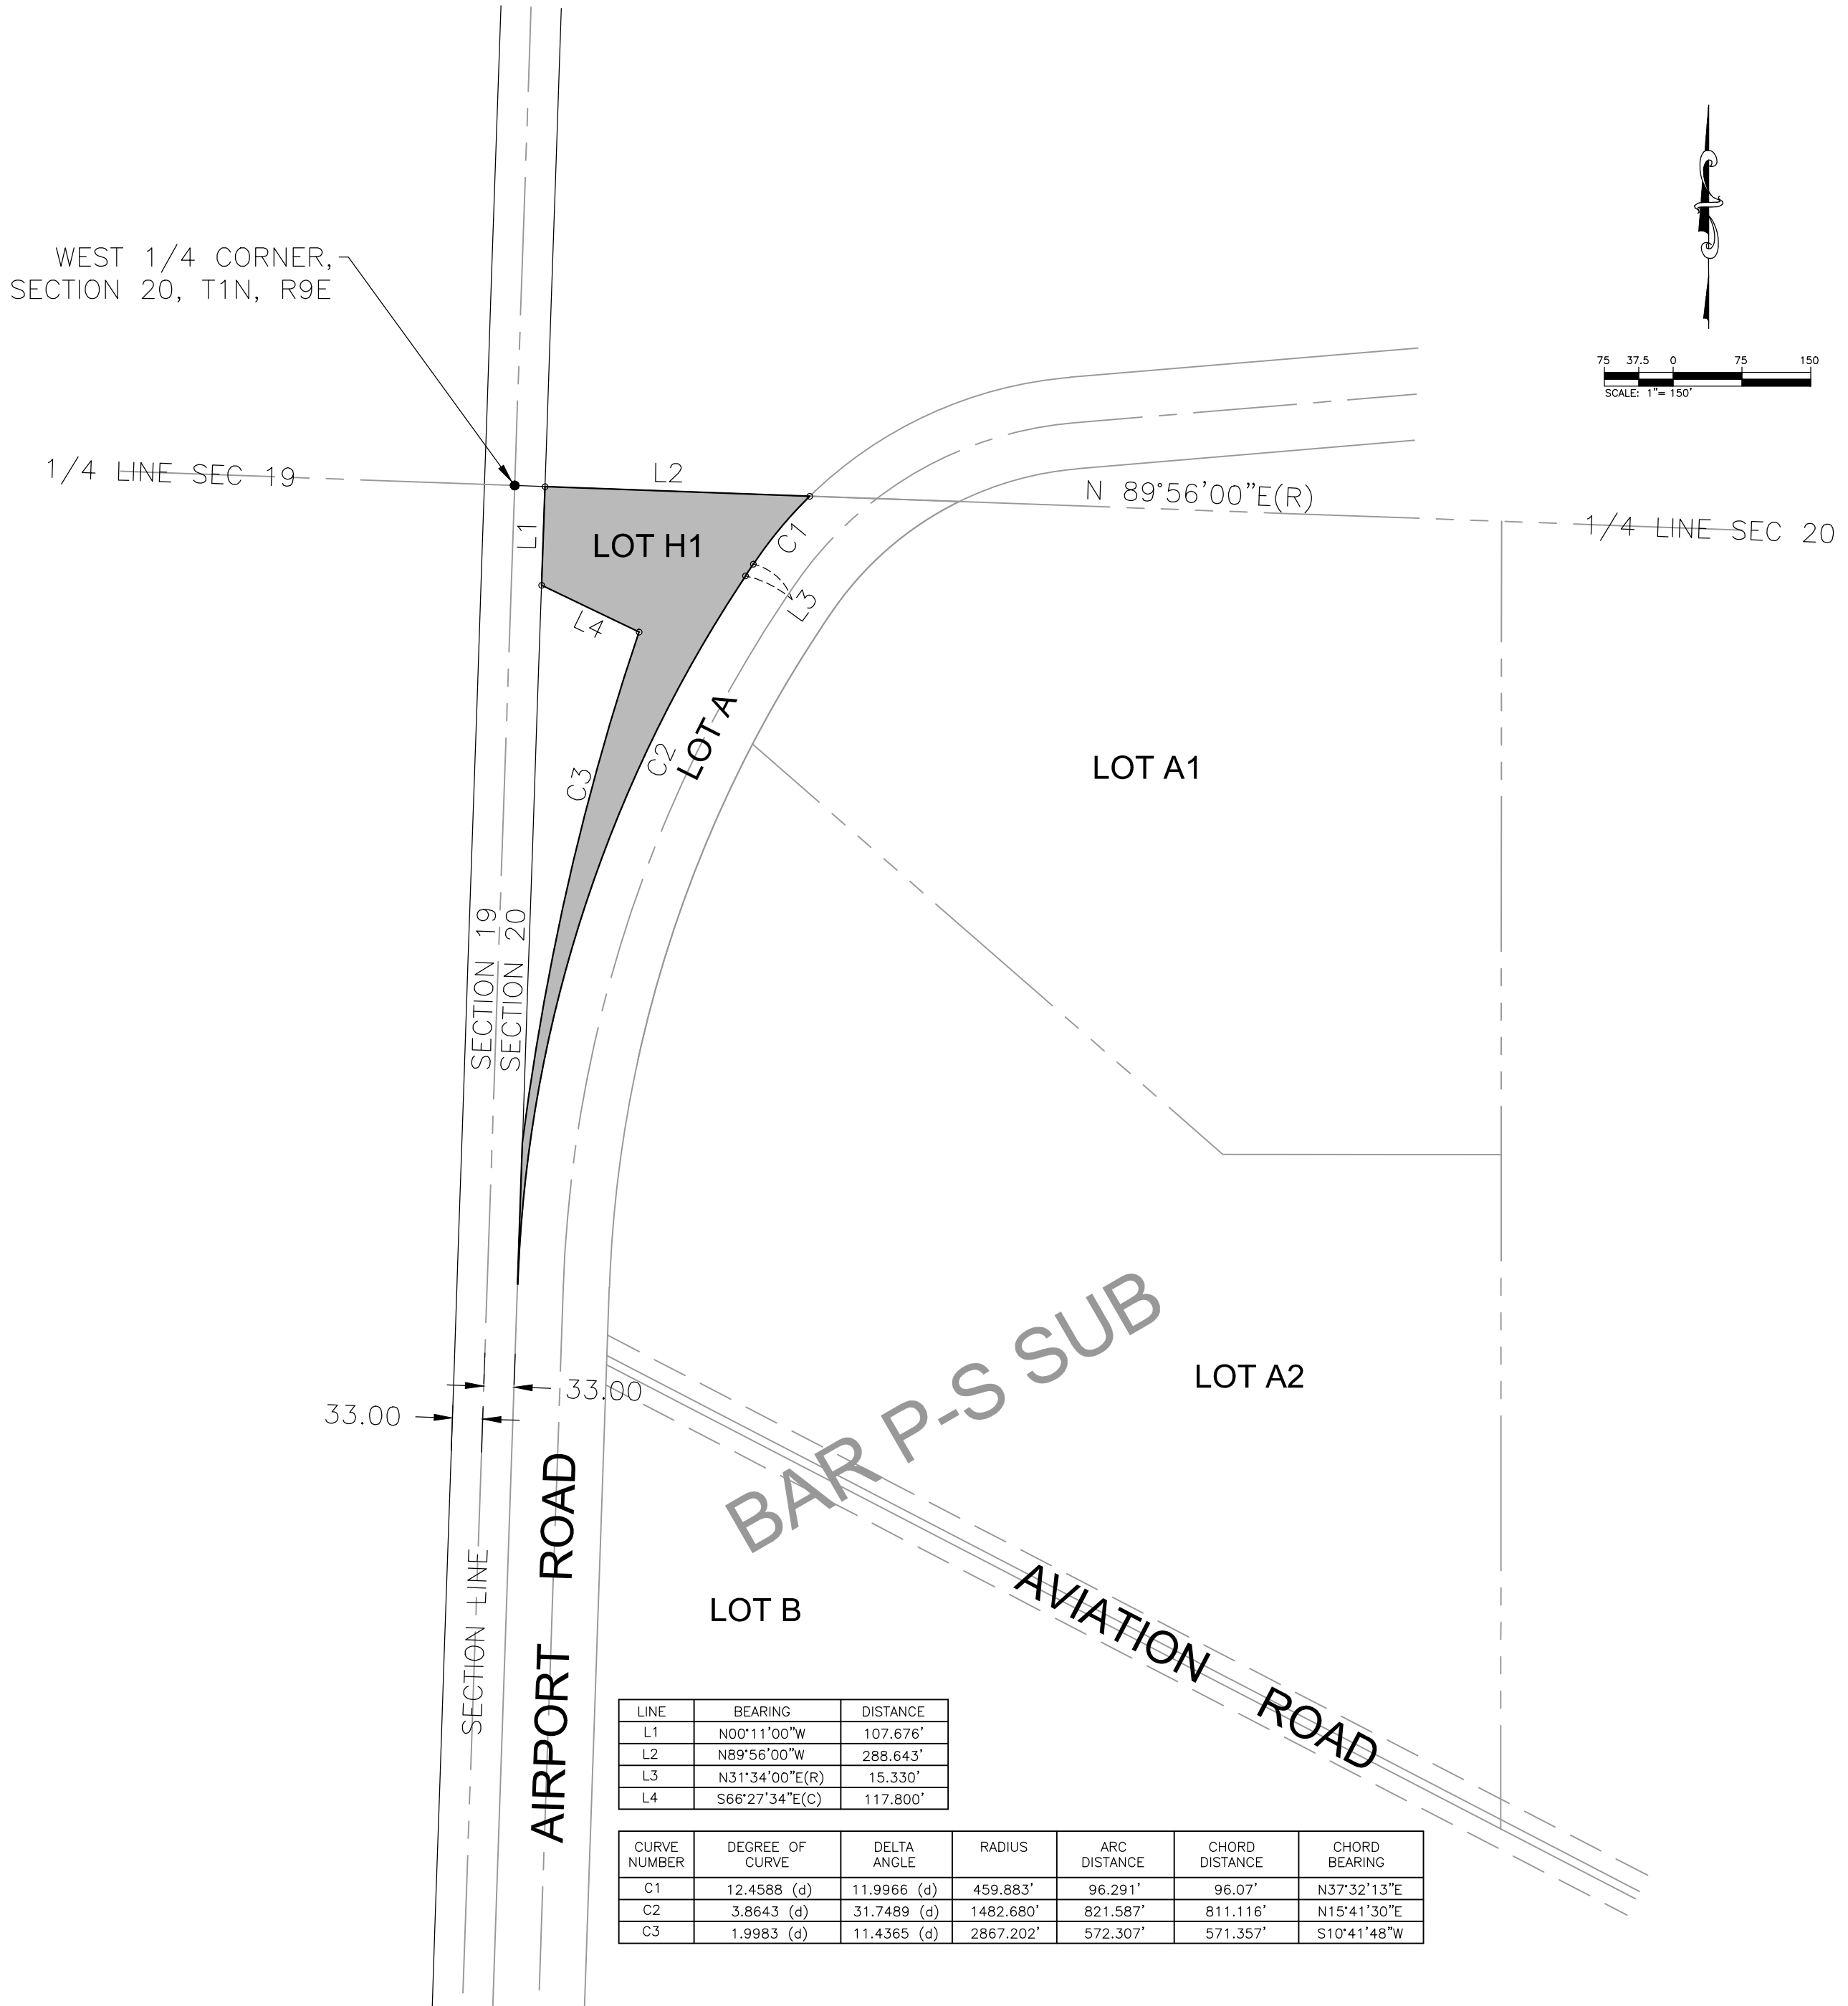 WEST 1/4 CORNER,
SECTION 20, T1N, R9E
75 37.5 0 75 150
SCALE: 1"= 150'
1/4 LINE SEC 19
L2
N 89°56'00"E(R)
1/4 LINE SEC 20
L1
LOT H1
C1
L3
L4
LOT A
C2
C3
LOT A1
SECTION 19
SECTION 20
33.00
33.00
BAR P-S SUB
LOT A2
AIRPORT ROAD
SECTION LINE
AVIATION ROAD
LOT B
LINE BEARING DISTANCE
L1 N00°11'00"W 107.676'
L2 N89°56'00"W 288.643'
L3 N31°34'00"E(R) 15.330'
L4 S66°27'34"E(C) 117.800'
CURVE NUMBER DEGREE OF CURVE DELTA ANGLE RADIUS ARC DISTANCE CHORD DISTANCE CHORD BEARING
C1 12.4588 (d) 11.9966 (d) 459.883' 96.291' 96.07' N37°32'13"E
C2 3.8643 (d) 31.7489 (d) 1482.680' 821.587' 811.116' N15°41'30"E
C3 1.9983 (d) 11.4365 (d) 2867.202' 572.307' 571.357' S10°41'48"W